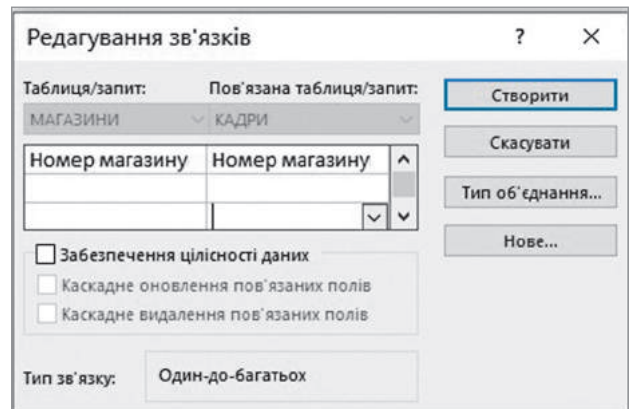 Редагування зв'язків ? ×
Таблиця/запит: Пов'язана таблиця/запит:
МАГАЗИНИ КАДРИ
Номер магазину Номер магазину
Забезпечення цілісності даних
Каскадне оновлення пов'язаних полів
Каскадне видалення пов'язаних полів
Тип зв'язку: Один-до-багатьох
Створити
Скасувати
Тип об'єднання...
Нове...